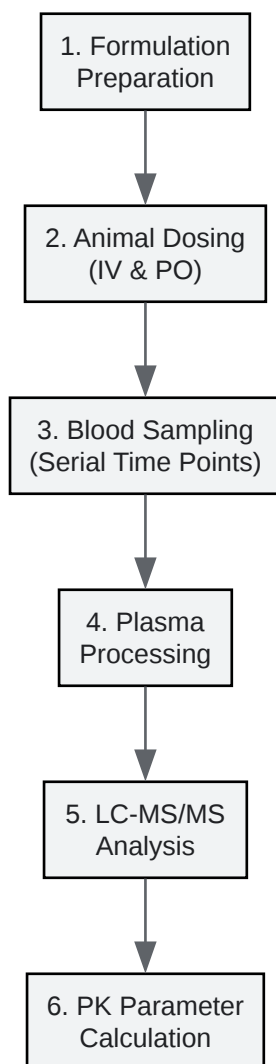 1. Formulation
Preparation
2. Animal Dosing
(IV & PO)
3. Blood Sampling
(Serial Time Points)
4. Plasma
Processing
5. LC-MS/MS
Analysis
6. PK Parameter
Calculation